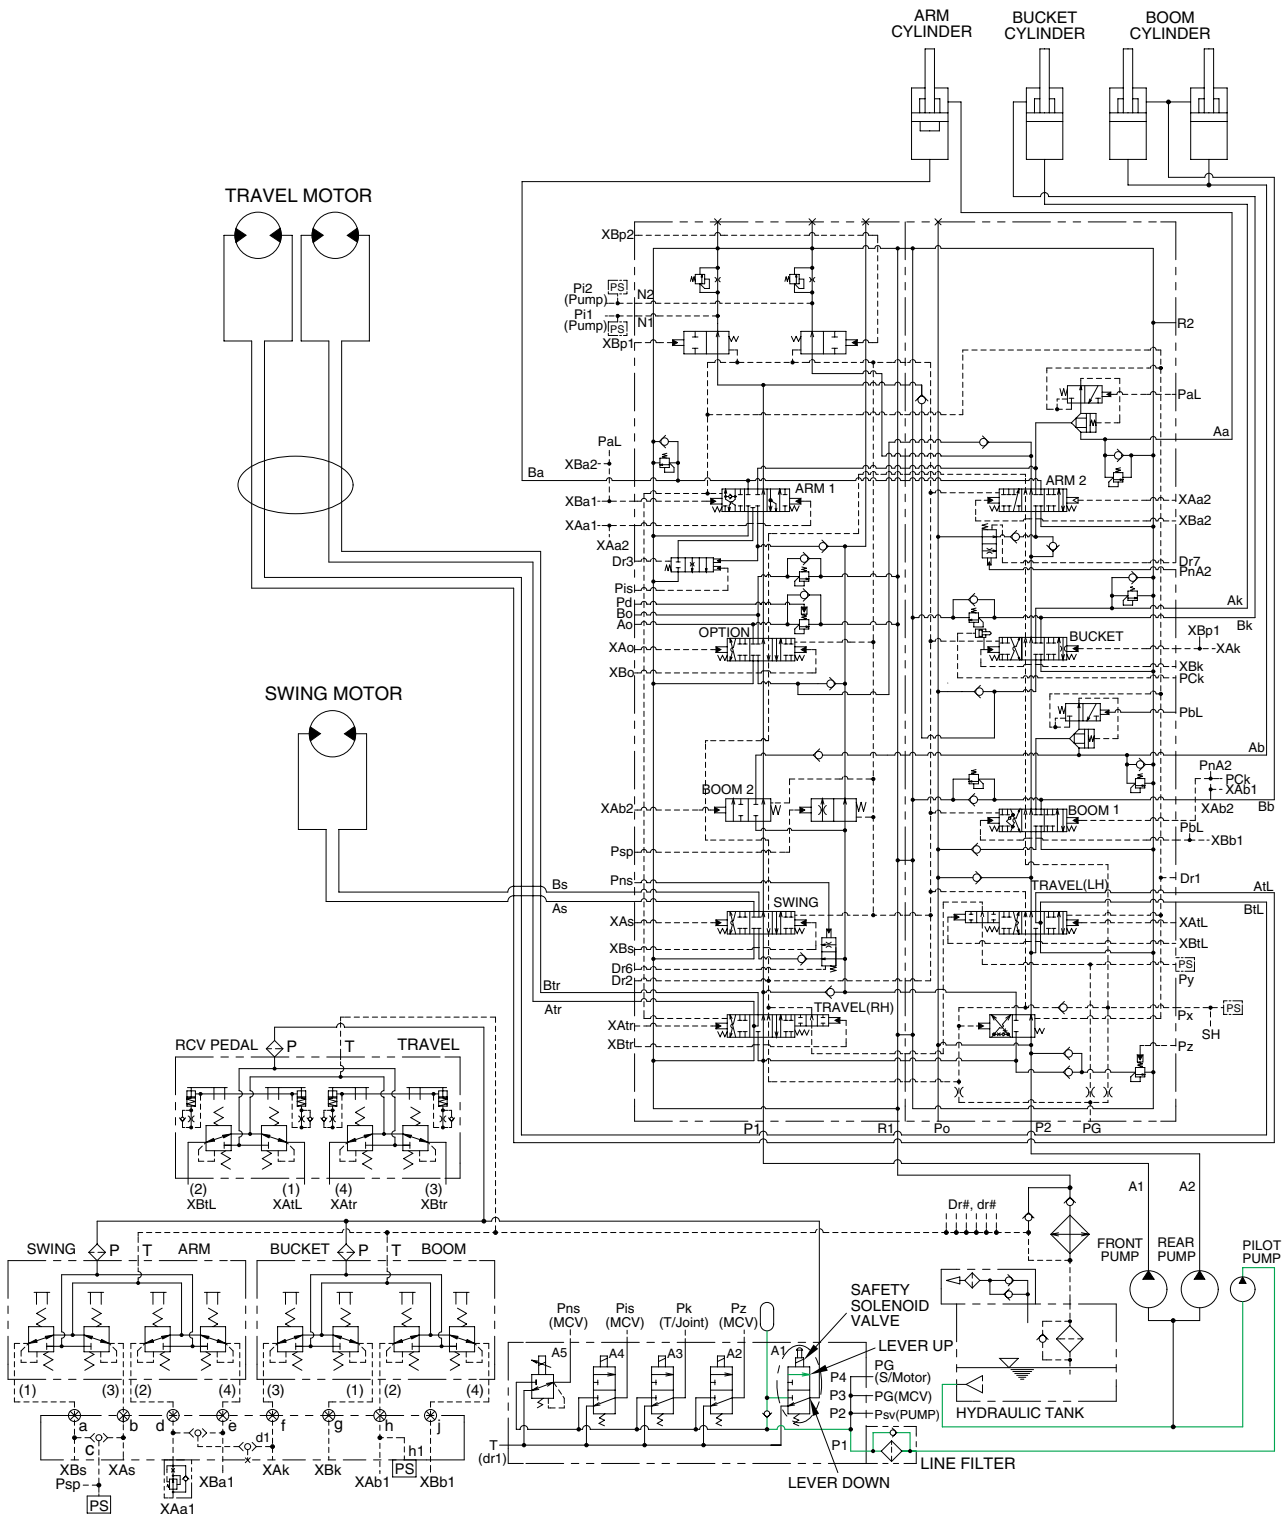 ARM
CYLINDER
BUCKET
CYLINDER
BOOM
CYLINDER
TRAVEL MOTOR
XBp2
Pi2
(Pump)
PS
N2
Pi1
(Pump)
PS
N1
XBp1
R2
PaL
Aa
PaL
XBa2
Ba
XBa1
ARM 1
ARM 2
XAa2
XAa1
XBa2
XAa2
Dr3
Dr7
PnA2
Pis
Pd
Bo
Ao
Ak
Bk
OPTION
BUCKET
XBp1
XAo
XAk
XBo
XBk
PCk
SWING MOTOR
PbL
Ab
PnA2
PCk
XAb1
BOOM 2
XAb2
BOOM 1
XAb2
Bb
PbL
XBb1
Psp
Pns
Dr1
Bs
As
TRAVEL(LH)
AtL
BtL
SWING
XAs
XAtL
XBs
XBtL
Dr6
Dr2
PS
Py
Btr
Atr
TRAVEL(RH)
Px
PS
SH
XAtr
XBtr
Pz
RCV PEDAL
P
T
TRAVEL
P1
R1
Po
P2
PG
(2)
XBtL
(1)
XAtL
(4)
XAtr
(3)
XBtr
A1
A2
Dr#, dr#
FRONT
PUMP
REAR
PUMP
PILOT
PUMP
SWING
P
T
ARM
BUCKET
P
T
BOOM
SAFETY
SOLENOID
VALVE
LEVER UP
Pns
(MCV)
Pis
(MCV)
Pk
(T/Joint)
Pz
(MCV)
A5
A4
A3
A2
A1
P4
PG
(S/Motor)
P3
PG(MCV)
P2
Psv(PUMP)
P1
HYDRAULIC TANK
(1)
(3)
(2)
(4)
(3)
(1)
(2)
(4)
a
b
d
e
f
g
h
j
c
d1
h1
T
(dr1)
LINE FILTER
LEVER DOWN
XBs
XAs
XBa1
XAk
XBk
XAb1
PS
XBb1
Psp
PS
XAa1